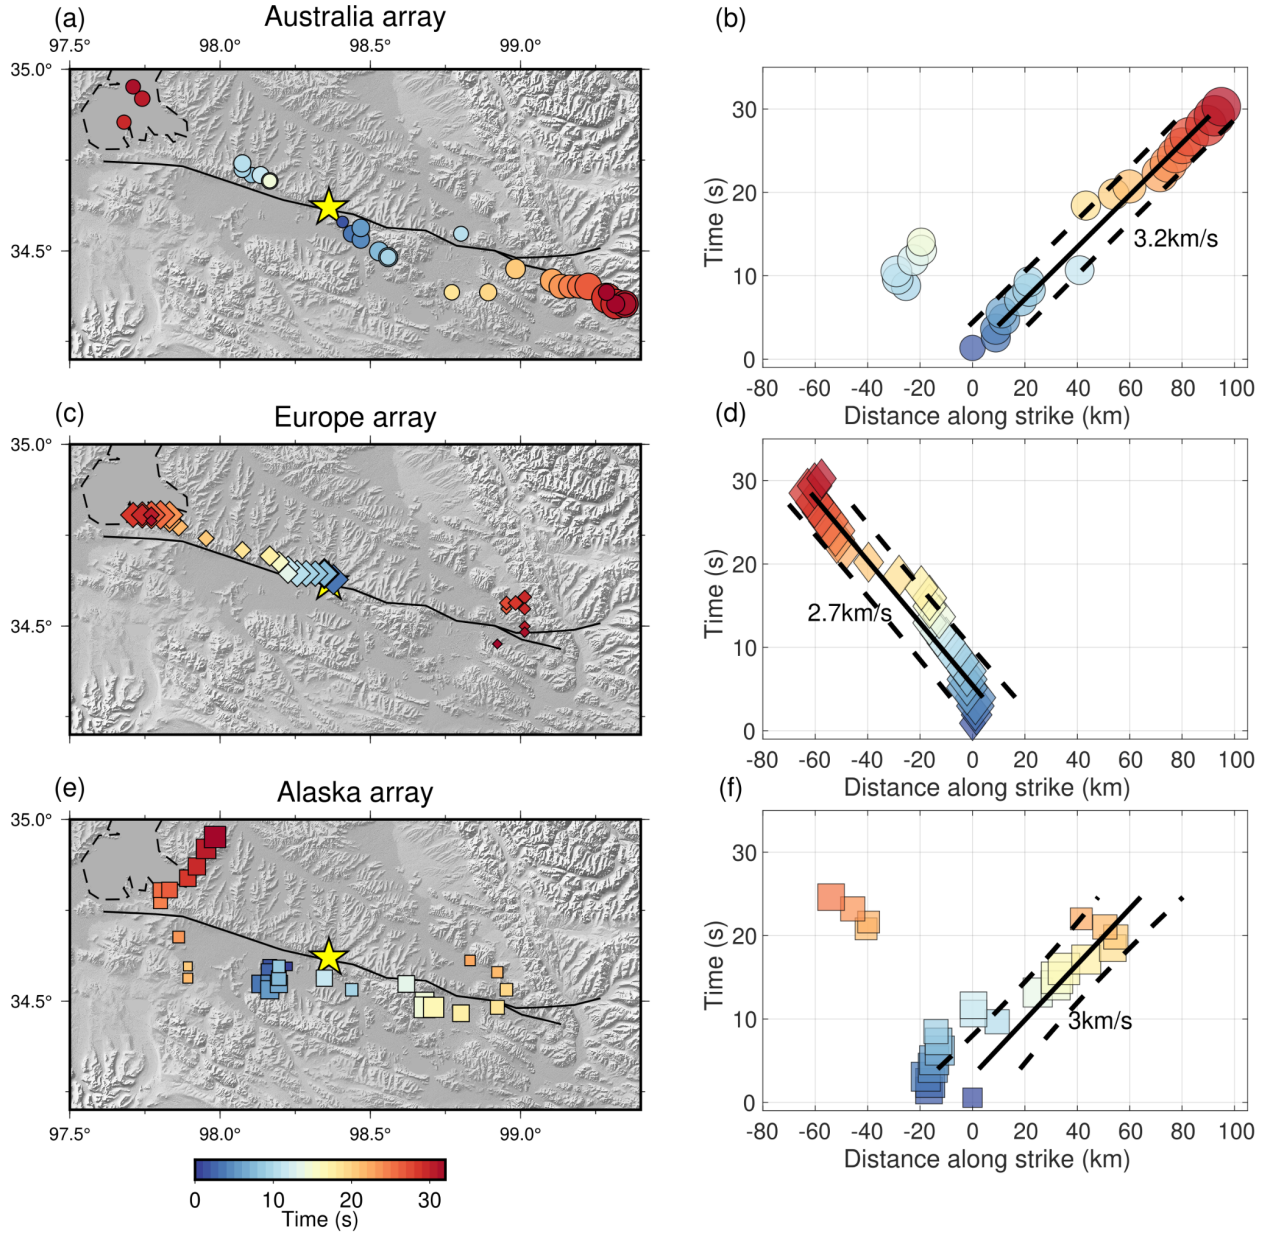 (a) Australia array
97.5° 98.0° 98.5° 99.0°
35.0°
34.5°
(b)
30
20
10
0
Time (s)
3.2km/s
-80 -60 -40 -20 0 20 40 60 80 100
Distance along strike (km)
(c) Europe array
35.0°
34.5°
(d)
30
20
10
0
Time (s)
2.7km/s
-80 -60 -40 -20 0 20 40 60 80 100
Distance along strike (km)
(e) Alaska array
35.0°
34.5°
97.5° 98.0° 98.5° 99.0°
(f)
30
20
10
0
Time (s)
3km/s
-80 -60 -40 -20 0 20 40 60 80 100
Distance along strike (km)
0 10 20 30
Time (s)